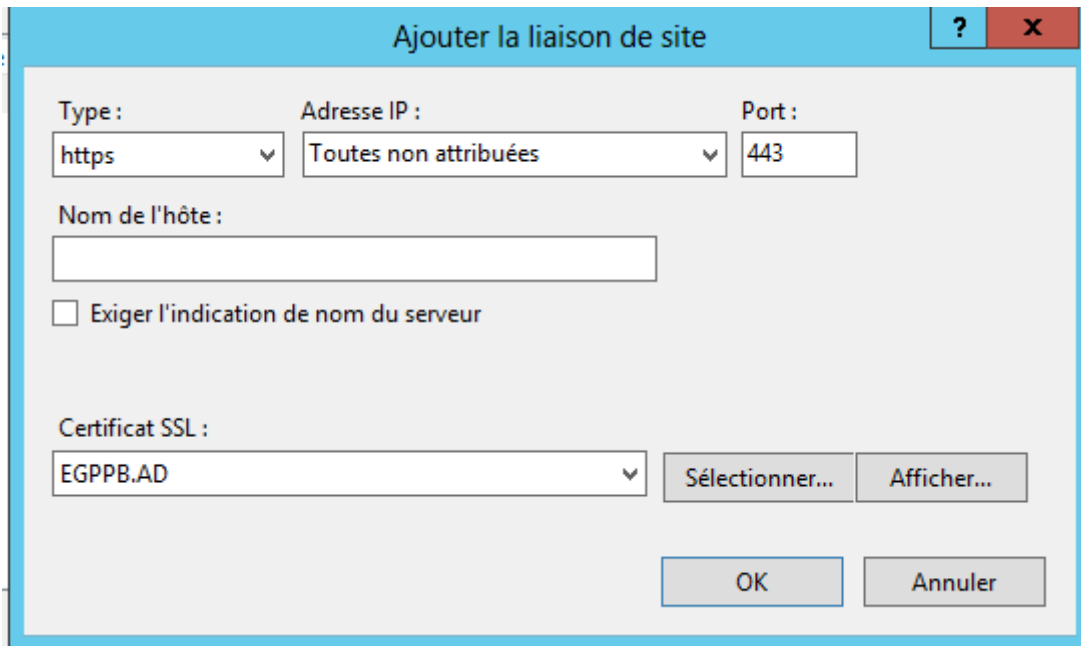 Ajouter la liaison de site
?
x
Type :
Adresse IP :
Port :
https
Toutes non attribuées
443
Nom de l'hôte :
Exiger l'indication de nom du serveur
Certificat SSL :
EGPPB.AD
Sélectionner...
Afficher...
OK
Annuler